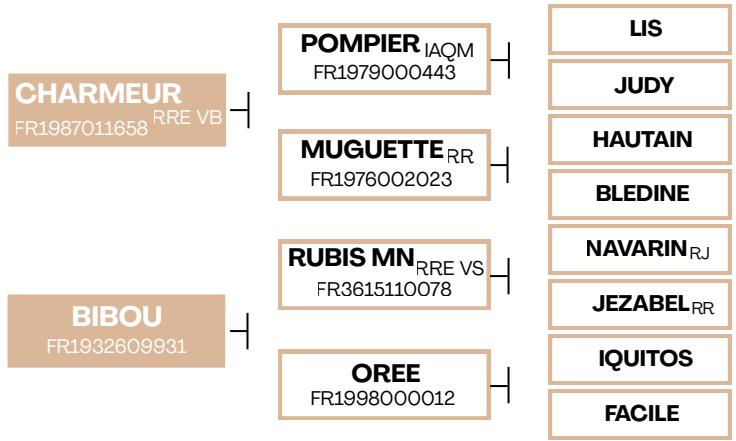 CHARMEUR
FR1987011658 RRE VB
BIBOU
FR1932609931
POMPIER IAQM
FR1979000443
MUGUETTE RR
FR1976002023
RUBIS MN RRE VS
FR3615110078
OREE
FR1998000012
LIS
JUDY
HAUTAIN
BLEDINE
NAVARIN RJ
JEZABEL RR
IQUITOS
FACILE